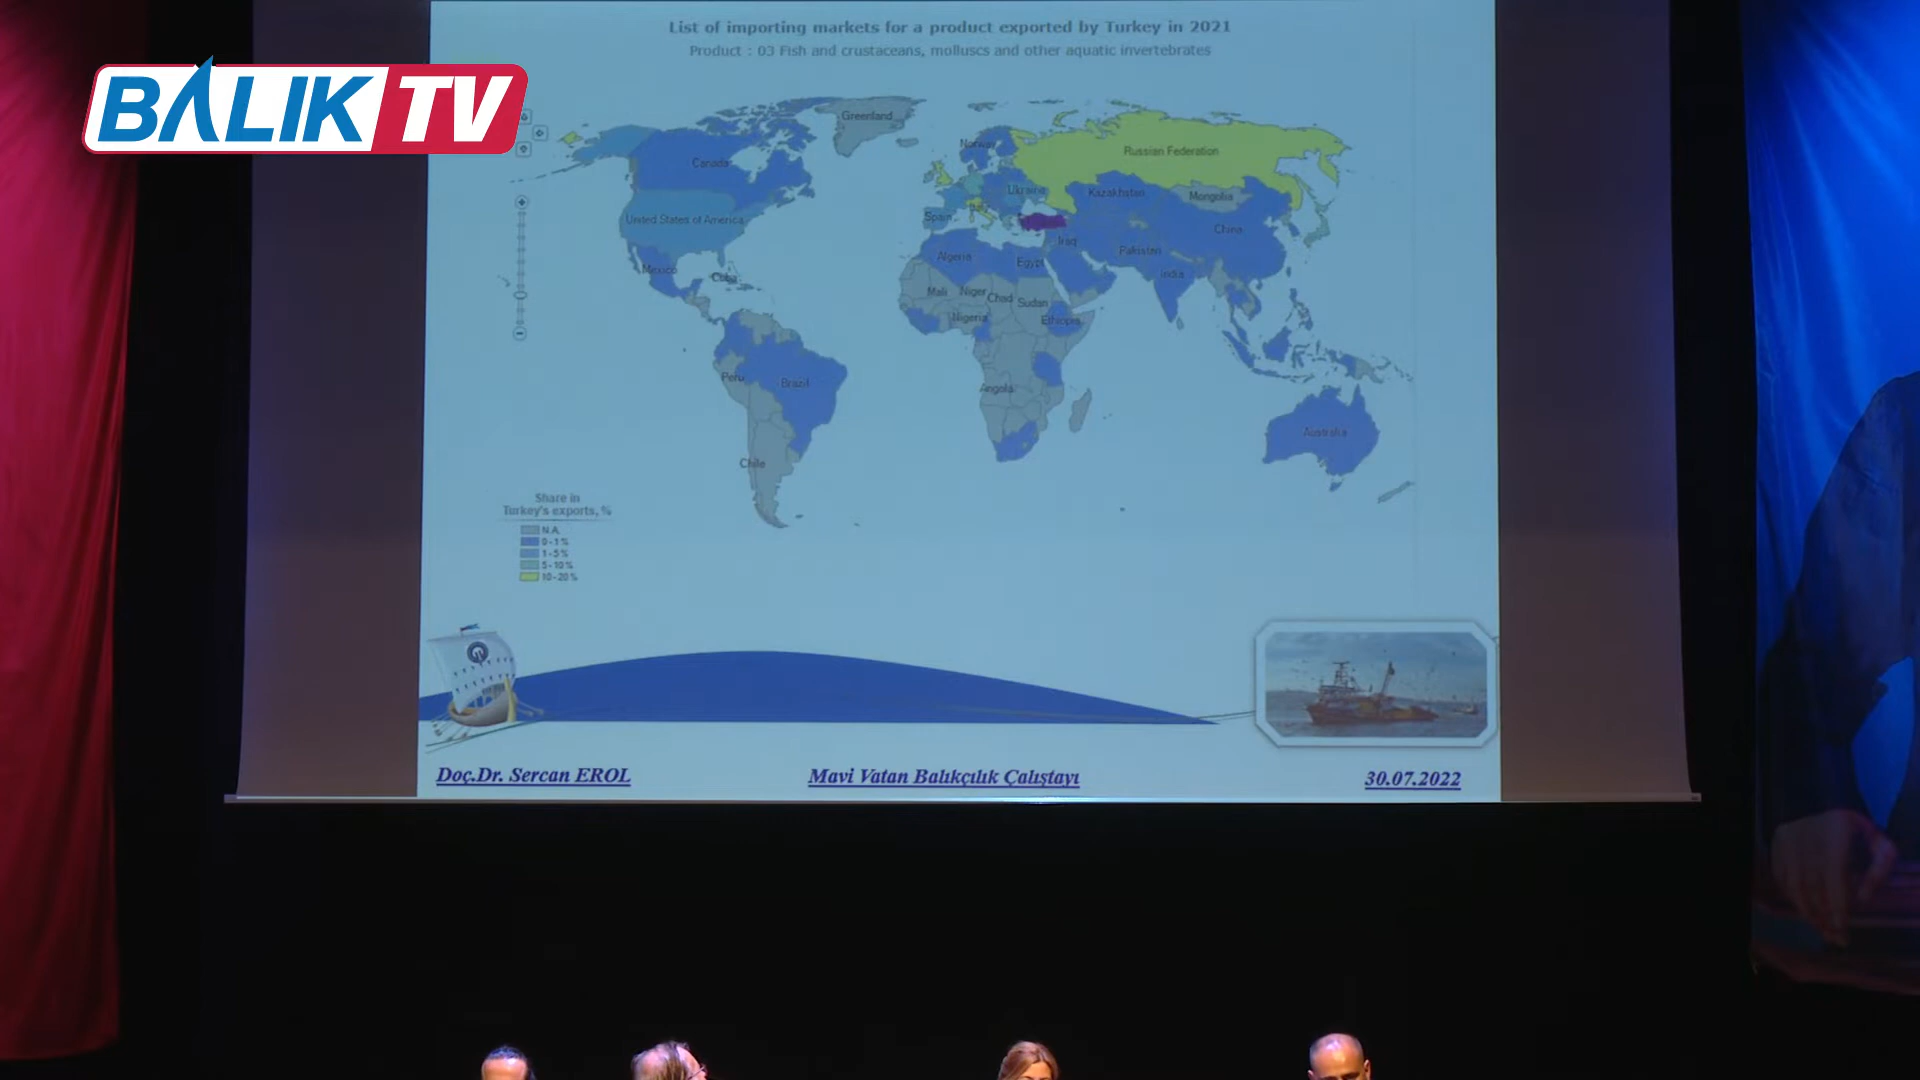 List of importing markets for a product exported by Turkey in 2021
Product : 03 Fish and crustaceans, molluscs and other aquatic invertebrates
BALIK TV
Greenland
Norway
Russian Federation
Canada
Ukraine
Kazakhstan
Mongolia
United States of America
Spain
Italy
China
Iraq
Pakistan
Algeria
Egypt
India
Mexico
Cuba
Mali
Niger
Chad
Sudan
Nigeria
Ethiopia
Peru
Brazil
Angola
Australia
Chile
Share in
Turkey's exports, %
N.A.
0-1%
1-5%
5-10%
10-20%
Doç.Dr. Sercan EROL
Mavi Vatan Balıkçılık Çalıştayı
30.07.2022